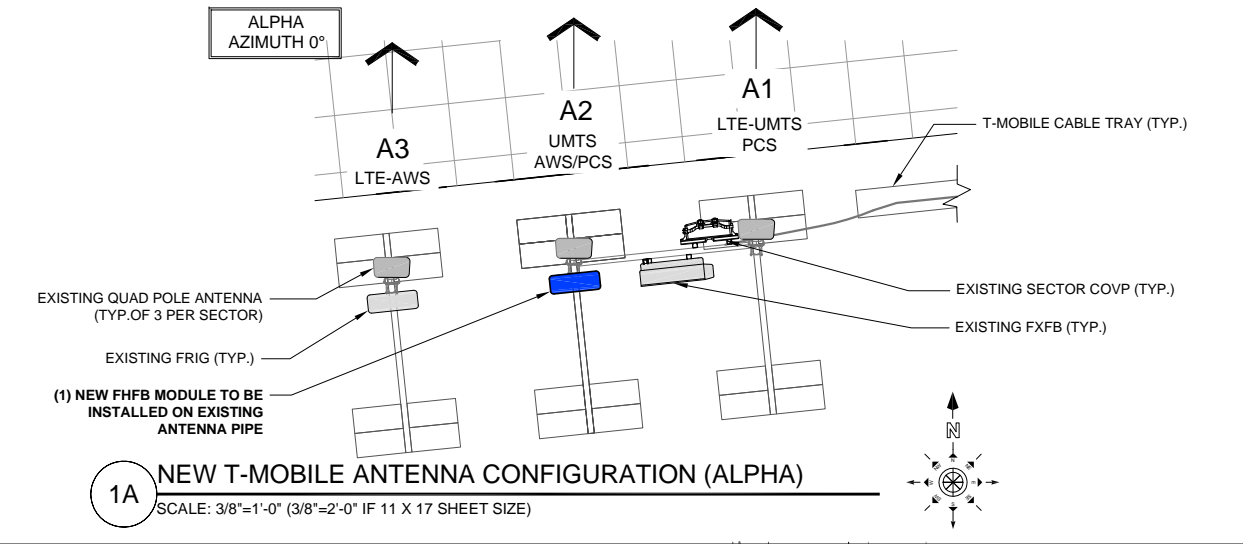 ALPHA
AZIMUTH 0°
A1
LTE-UMTS
PCS
A2
UMTS
AWS/PCS
A3
LTE-AWS
T-MOBILE CABLE TRAY (TYP.)
EXISTING QUAD POLE ANTENNA
(TYP.OF 3 PER SECTOR)
EXISTING FRIG (TYP.)
(1) NEW FHFB MODULE TO BE
INSTALLED ON EXISTING
ANTENNA PIPE
EXISTING SECTOR COVP (TYP.)
EXISTING FXFB (TYP.)
N
1A
NEW T-MOBILE ANTENNA CONFIGURATION (ALPHA)
SCALE: 3/8"=1'-0" (3/8"=2'-0" IF 11 X 17 SHEET SIZE)